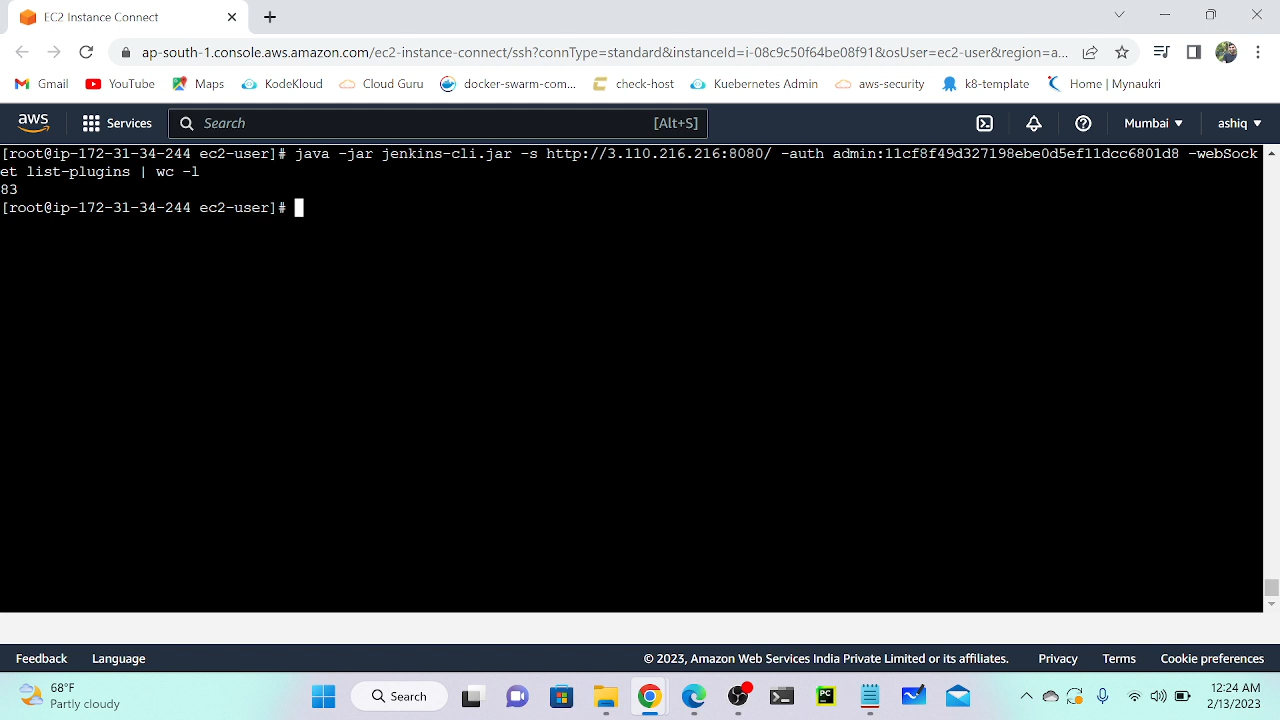 EC2 Instance Connect
ap-south-1.console.aws.amazon.com/ec2-instance-connect/ssh?connType=standard&instanceId=i-08c9c50f64be08f91&osUser=ec2-user&region=a...
Gmail YouTube Maps KodeKloud Cloud Guru docker-swarm-com... check-host Kuebernetes Admin aws-security k8-template Home | Mynaukri
aws Services Search [Alt+S] Mumbai ashiq
[root@ip-172-31-34-244 ec2-user]# java -jar jenkins-cli.jar -s http://3.110.216.216:8080/ -auth admin:11cf8f49d327198ebe0d5ef11dcc6801d8 -webSock
et list-plugins | wc -l
83
[root@ip-172-31-34-244 ec2-user]#
Feedback Language © 2023, Amazon Web Services India Private Limited or its affiliates. Privacy Terms Cookie preferences
68°F
Partly cloudy
Search
PC
12:24 AM
2/13/2023